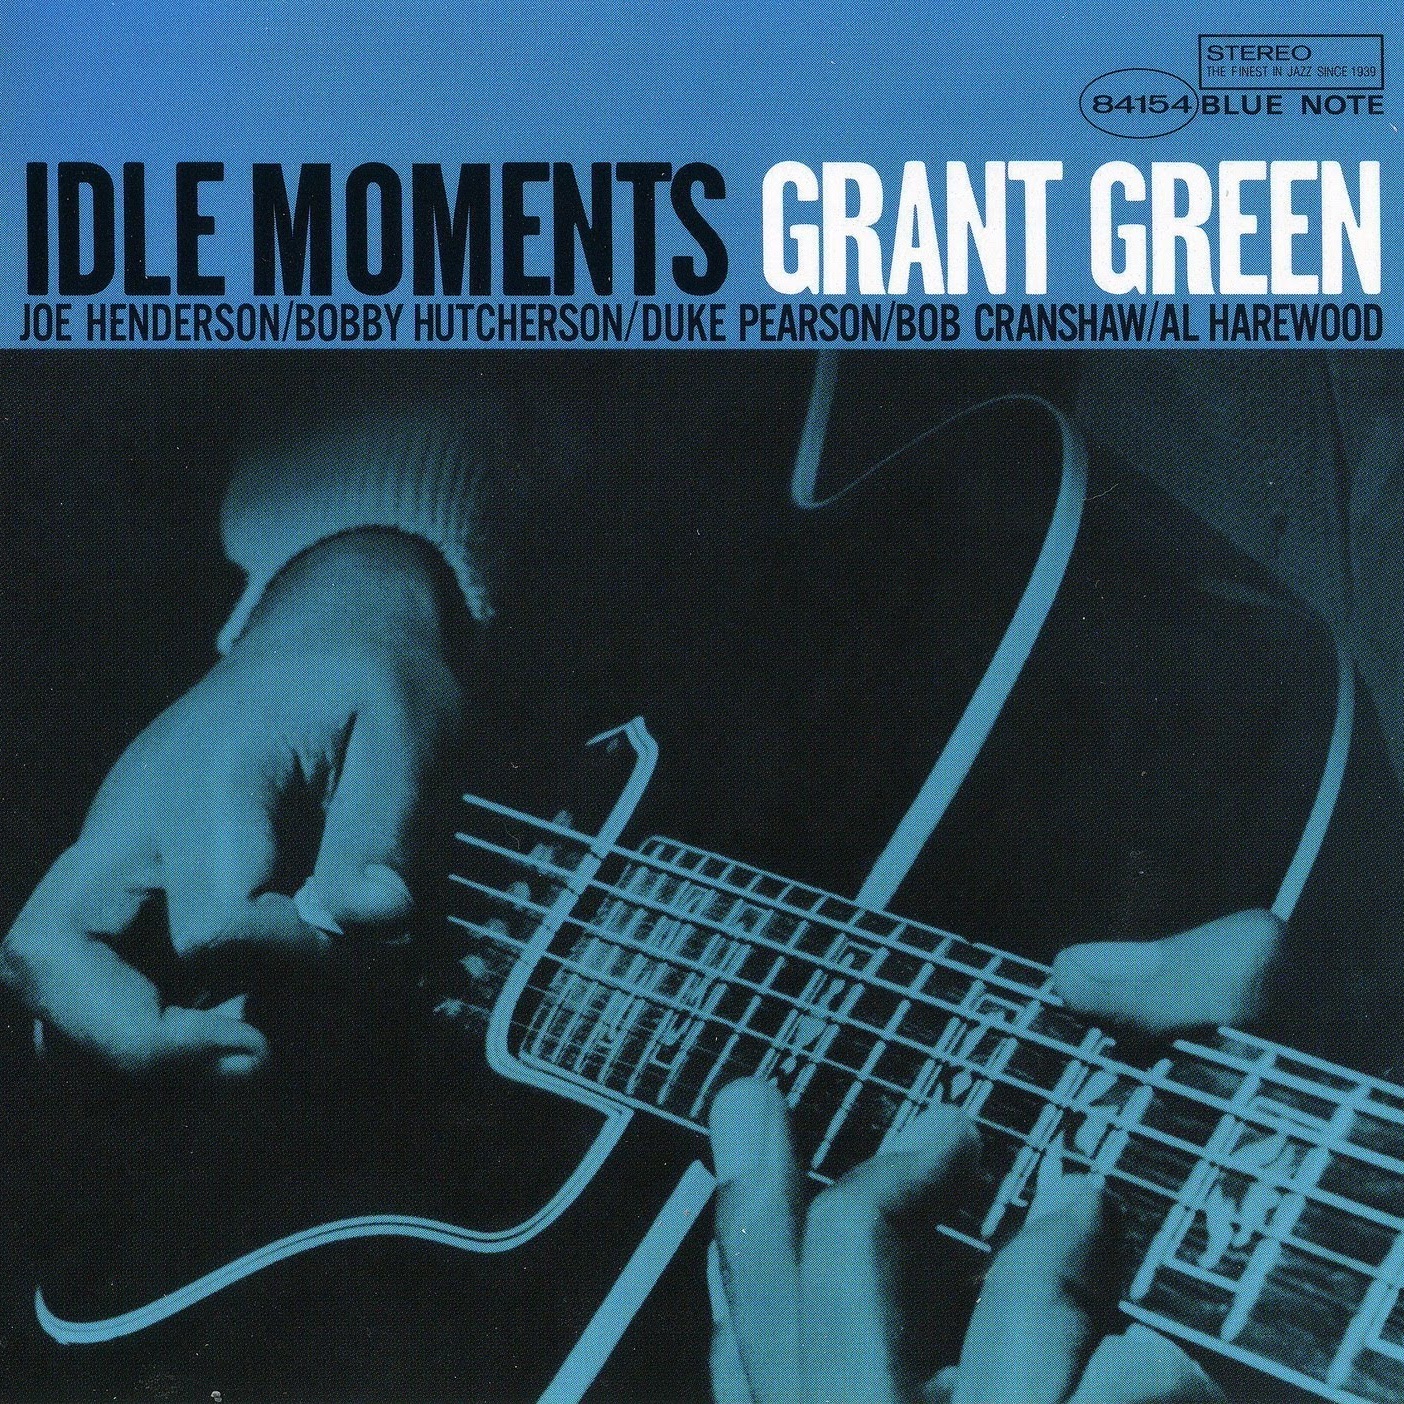 STEREO
THE FINEST IN JAZZ SINCE 1939
84154 BLUE NOTE
IDLE MOMENTS GRANT GREEN
JOE HENDERSON/BOBBY HUTCHERSON/DUKE PEARSON/BOB CRANSHAW/AL HAREWOOD